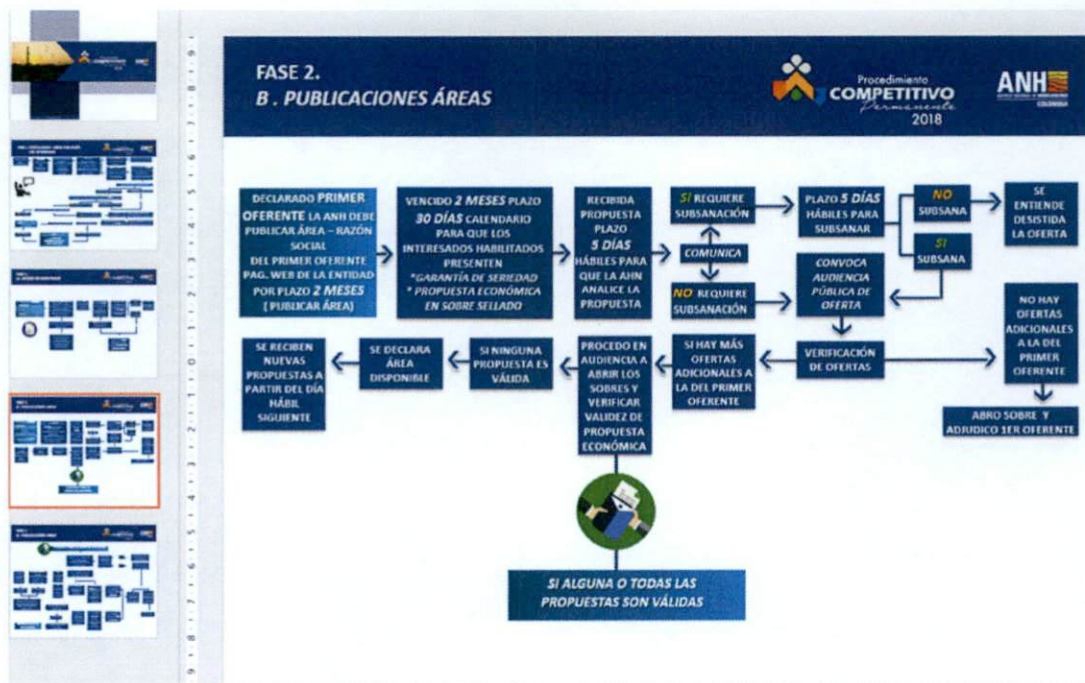 FASE 2.
B . PUBLICACIONES ÁREAS
Procedimiento
COMPETITIVO
Permanente
2018
ANH
COLOMBIA
DECLARADO PRIMER
OFERENTE LA ANH DEBE
PUBLICAR ÁREA – RAZÓN
SOCIAL
DEL PRIMER OFERENTE
PAG. WEB DE LA ENTIDAD
POR PLAZO 2 MESES
( PUBLICAR ÁREA)
VENCIDO 2 MESES PLAZO
30 DÍAS CALENDARIO
PARA QUE LOS
INTERESADOS HABILITADOS
PRESENTEN
*GARANTÍA DE SERIEDAD
* PROPUESTA ECONÓMICA
EN SOBRE SELLADO
RECIBIDA
PROPUESTA
PLAZO
5 DÍAS
HÁBILES PARA
QUE LA AHN
ANALICE LA
PROPUESTA
SI REQUIERE
SUBSANACIÓN
COMUNICA
NO REQUIERE
SUBSANACIÓN
PLAZO 5 DÍAS
HÁBILES PARA
SUBSANAR
NO
SUBSANA
SI
SUBSANA
SE
ENTIENDE
DESISTIDA
LA OFERTA
CONVOCA
AUDIENCIA
PÚBLICA DE
OFERTA
VERIFICACIÓN
DE OFERTAS
NO HAY
OFERTAS
ADICIONALES
A LA DEL
PRIMER
OFERENTE
ABRO SOBRE Y
ADJUDICO 1ER OFERENTE
SI HAY MÁS
OFERTAS
ADICIONALES A
LA DEL PRIMER
OFERENTE
PROCEDO EN
AUDIENCIA A
ABRIR LOS
SOBRES Y
VERIFICAR
VALIDEZ DE
PROPUESTA
ECONÓMICA
SI NINGUNA
PROPUESTA ES
VÁLIDA
SE DECLARA
ÁREA
DISPONIBLE
SE RECIBEN
NUEVAS
PROPUESTAS A
PARTIR DEL DÍA
HÁBIL
SIGUIENTE
SI ALGUNA O TODAS LAS
PROPUESTAS SON VÁLIDAS